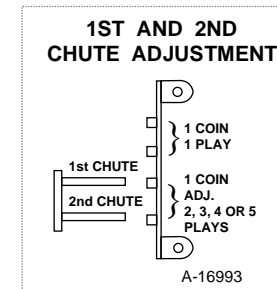 1ST AND 2ND
CHUTE ADJUSTMENT
1 COIN
1 PLAY
1st CHUTE
2nd CHUTE
1 COIN
ADJ.
2, 3, 4 OR 5
PLAYS
A-16993